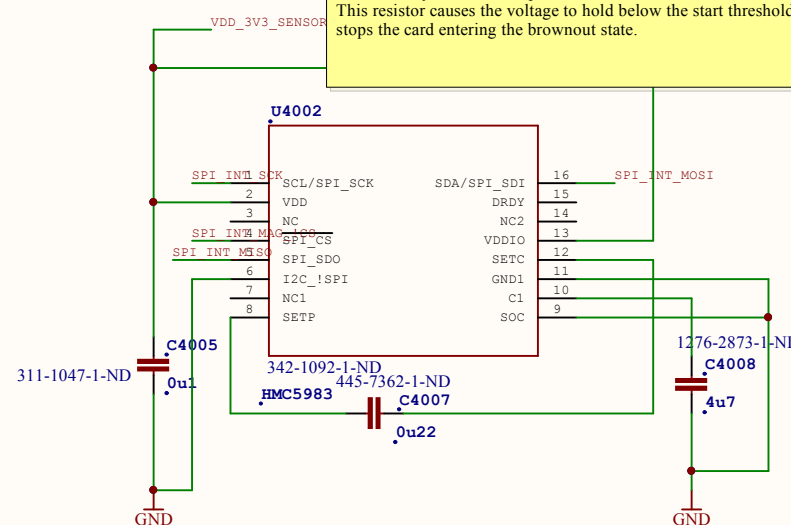 This resistor causes the voltage to hold below the start threshold
stops the card entering the brownout state.
VDD_3V3_SENSOR
U4002
SPI_INT_SCK
1
SCL/SPI_SCK
SDA/SPI_SDI
16
SPI_INT_MOSI
2
VDD
DRDY
15
3
NC
NC2
14
SPI_INT_MAG_!CS
4
SPI_CS
VDDIO
13
SPI_INT_MISO
5
SPI_SDO
SETC
12
6
I2C_!SPI
GND1
11
7
NC1
C1
10
8
SETP
SOC
9
C4005
311-1047-1-ND
0u1
342-1092-1-ND
HMC5983
445-7362-1-ND
C4007
0u22
1276-2873-1-ND
C4008
4u7
GND
GND